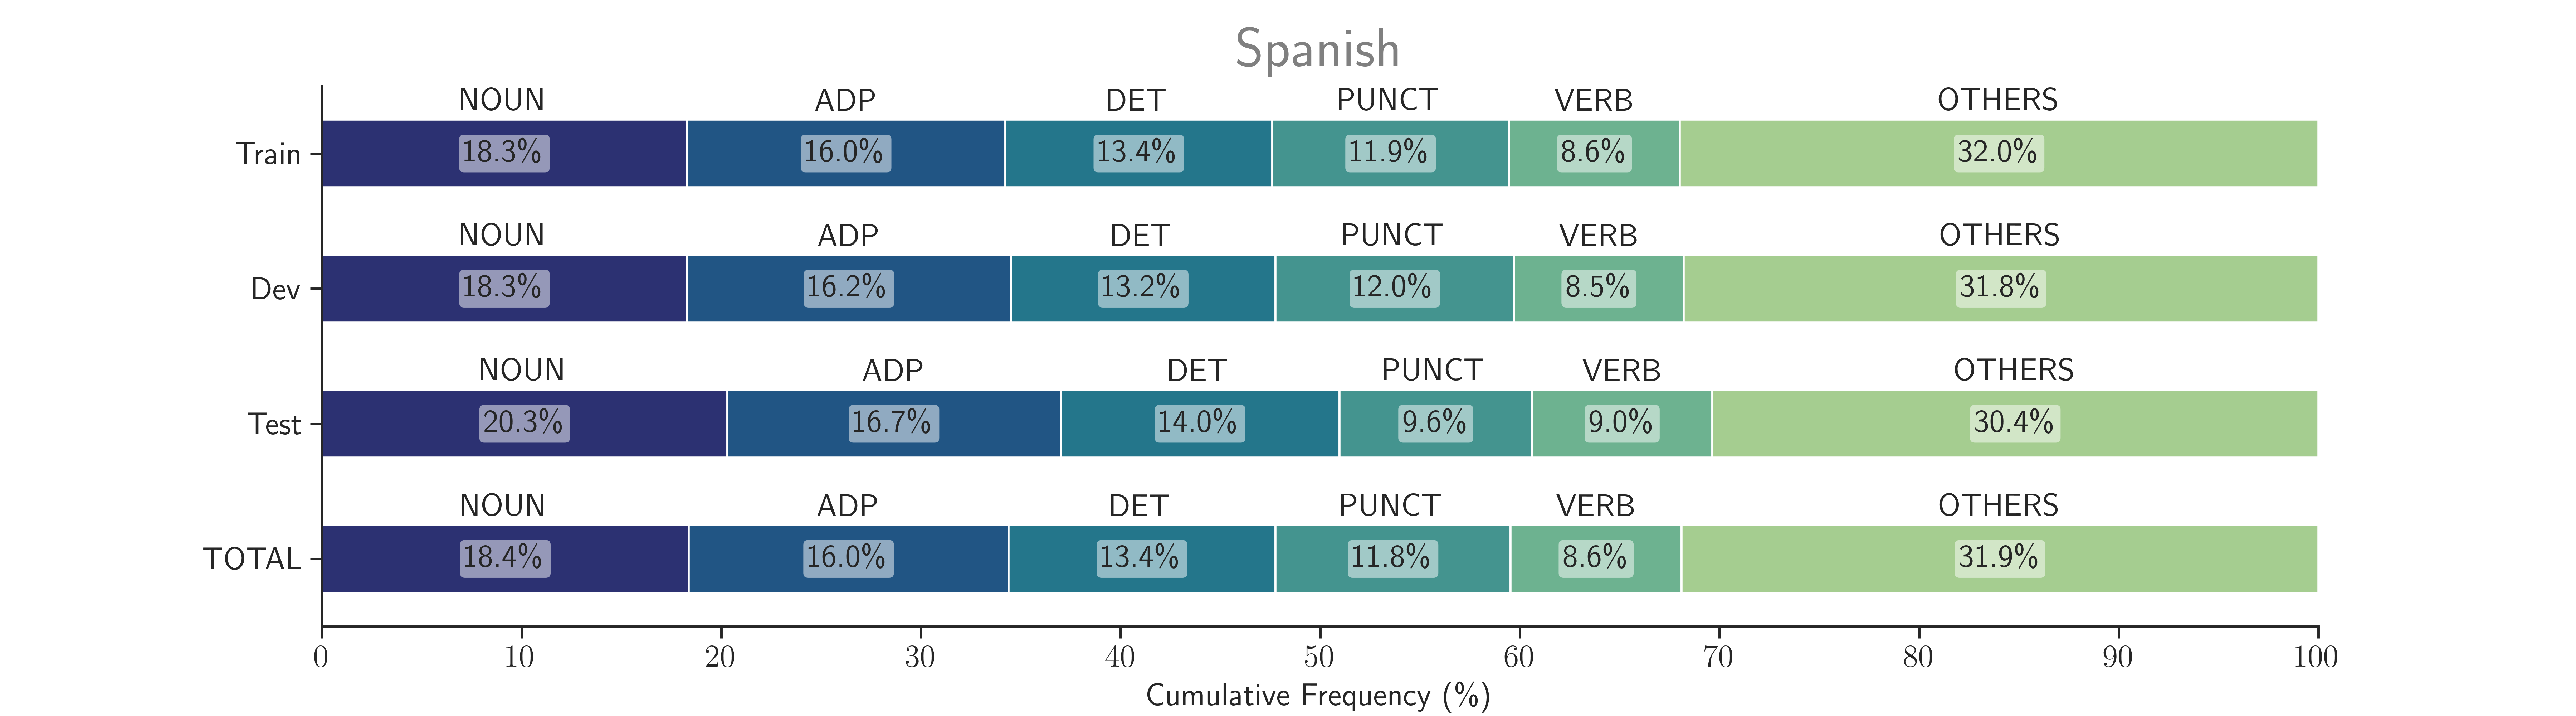 Spanish
NOUN ADP DET PUNCT VERB OTHERS
Train 18.3% 16.0% 13.4% 11.9% 8.6% 32.0%
NOUN ADP DET PUNCT VERB OTHERS
Dev 18.3% 16.2% 13.2% 12.0% 8.5% 31.8%
NOUN ADP DET PUNCT VERB OTHERS
Test 20.3% 16.7% 14.0% 9.6% 9.0% 30.4%
NOUN ADP DET PUNCT VERB OTHERS
TOTAL 18.4% 16.0% 13.4% 11.8% 8.6% 31.9%
0 10 20 30 40 50 60 70 80 90 100
Cumulative Frequency (%)